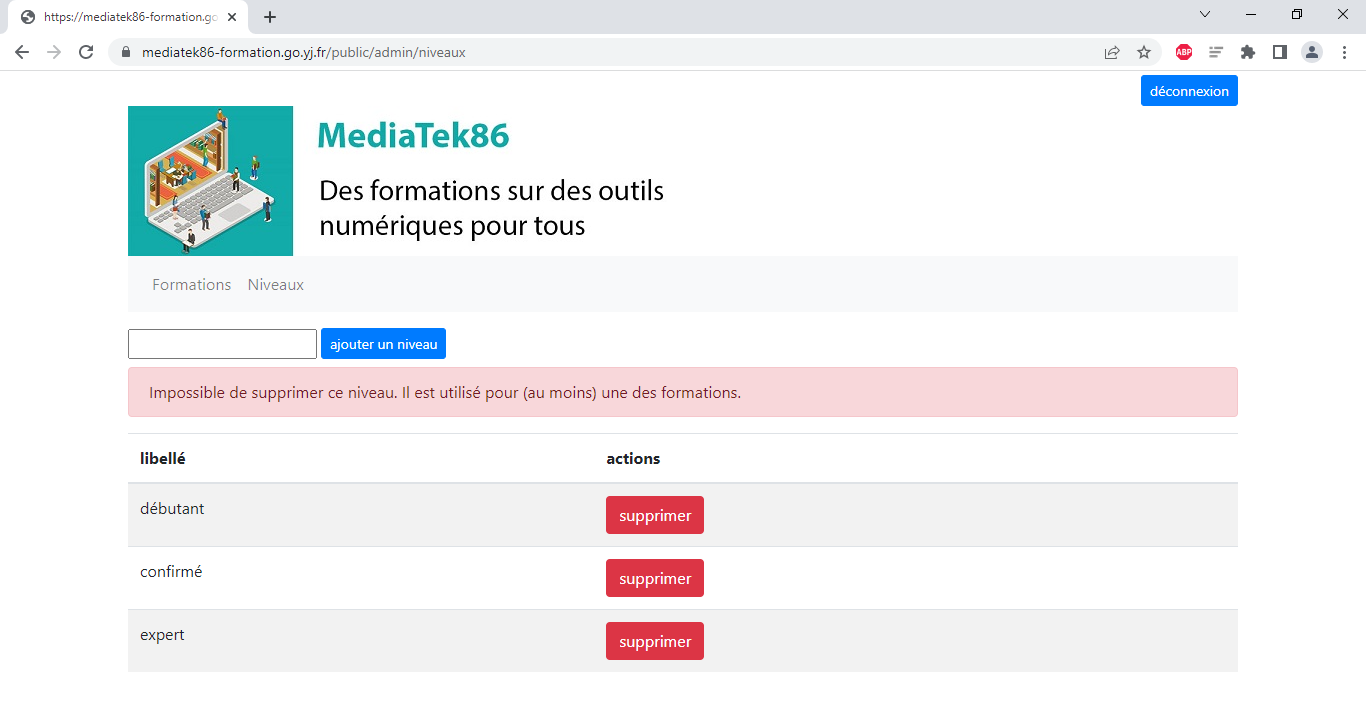 https://mediatek86-formation.go
mediatek86-formation.go.yj.fr/public/admin/niveaux
ABP
déconnexion
MediaTek86
Des formations sur des outils
numériques pour tous
Formations Niveaux
ajouter un niveau
Impossible de supprimer ce niveau. Il est utilisé pour (au moins) une des formations.
libellé actions
débutant supprimer
confirmé supprimer
expert supprimer